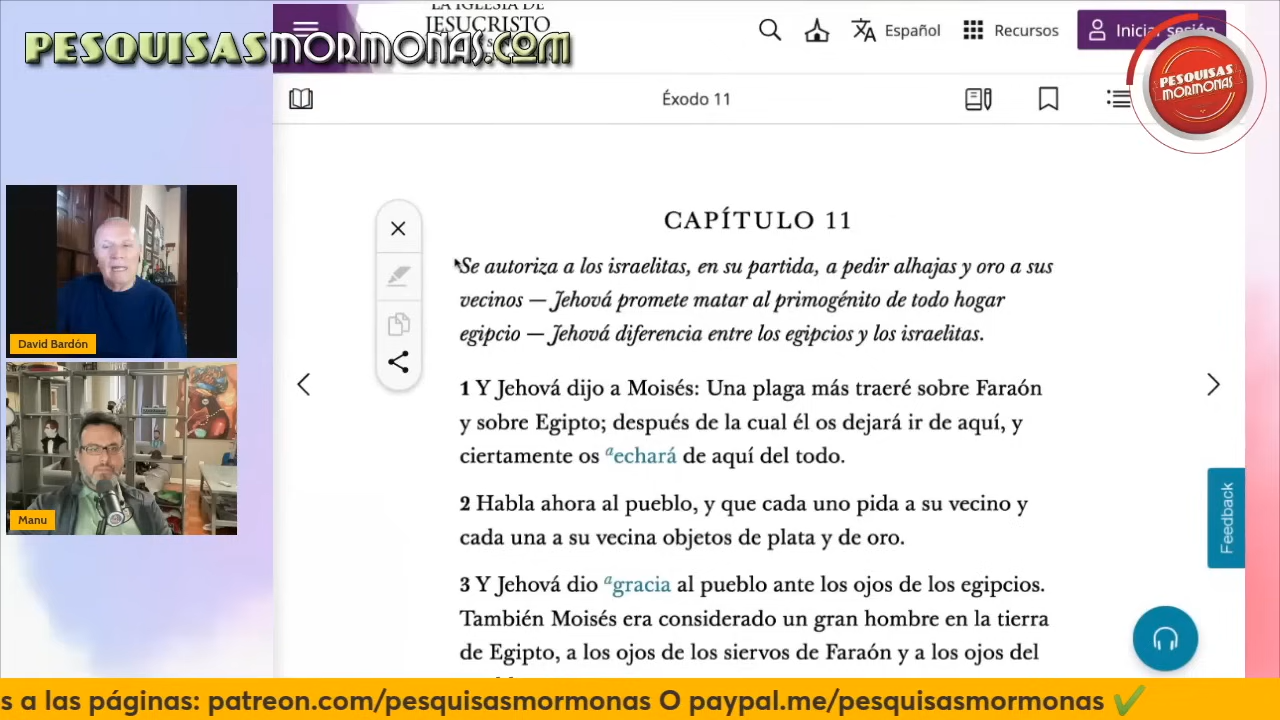 LA IGLESIA DE
JESUCRISTO
PESQUISASMORMONAS.COM
Español
Recursos
Iniciar sesión
PESQUISAS
MORMONAS
Éxodo 11
CAPÍTULO 11
Se autoriza a los israelitas, en su partida, a pedir alhajas y oro a sus
vecinos — Jehová promete matar al primogénito de todo hogar
egipcio — Jehová diferencia entre los egipcios y los israelitas.
1 Y Jehová dijo a Moisés: Una plaga más traeré sobre Faraón
y sobre Egipto; después de la cual él os dejará ir de aquí, y
ciertamente os aechará de aquí del todo.
2 Habla ahora al pueblo, y que cada uno pida a su vecino y
cada una a su vecina objetos de plata y de oro.
3 Y Jehová dio agracia al pueblo ante los ojos de los egipcios.
También Moisés era considerado un gran hombre en la tierra
de Egipto, a los ojos de los siervos de Faraón y a los ojos del
Feedback
David Bardón
Manu
s a las páginas: patreon.com/pesquisasmormonas O paypal.me/pesquisasmormonas ✔